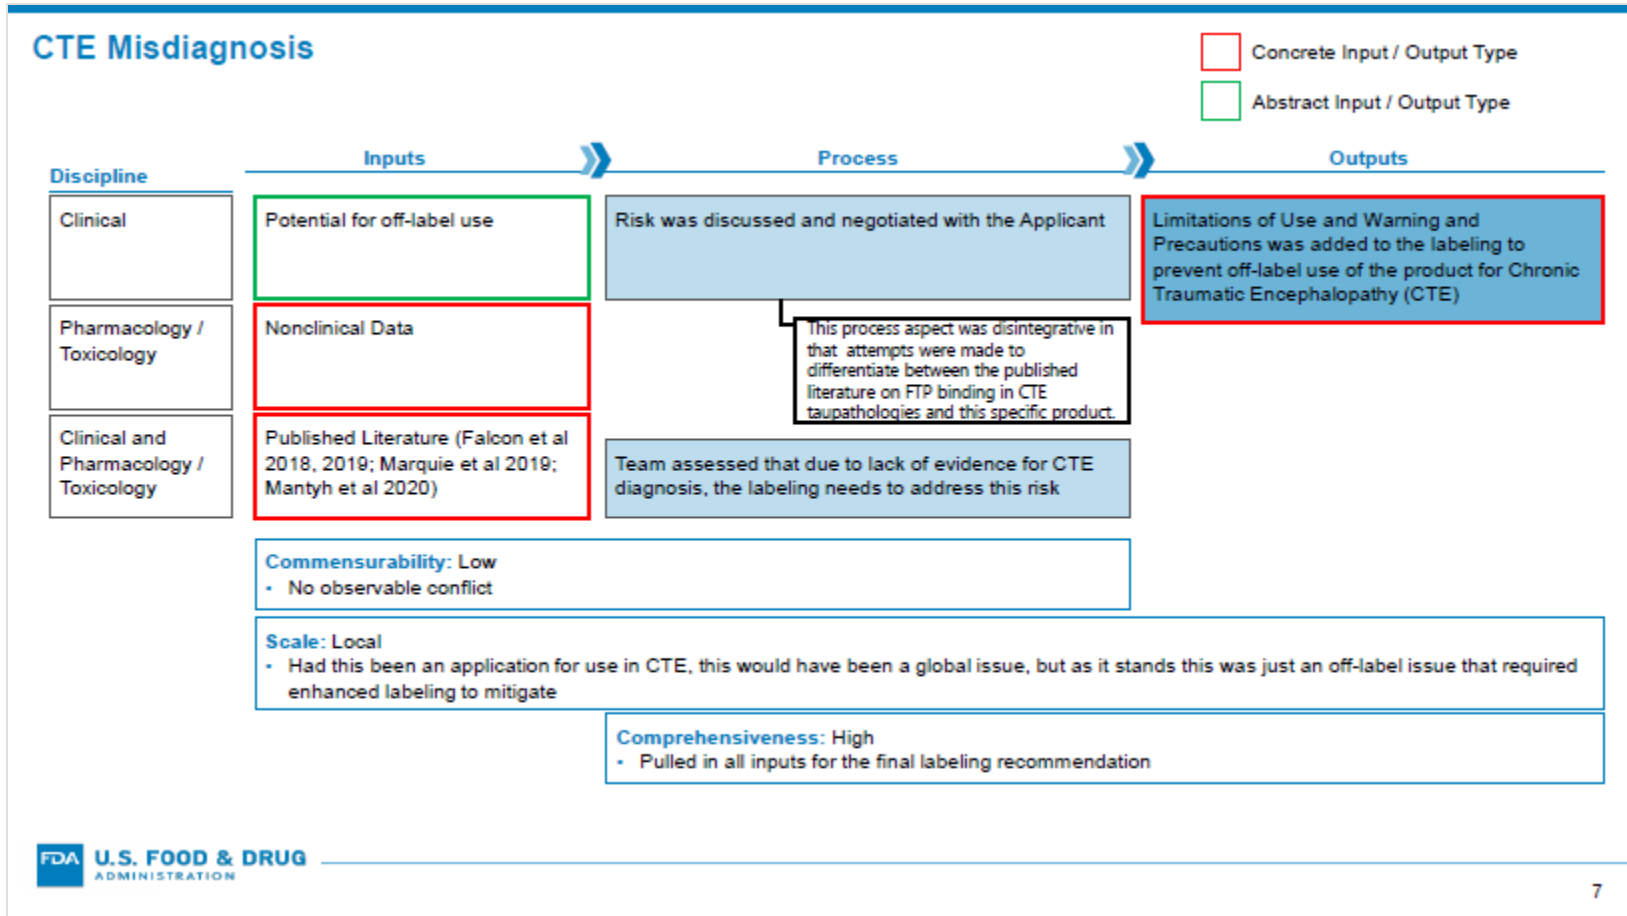 CTE Misdiagnosis
Concrete Input / Output Type
Abstract Input / Output Type
Discipline
Inputs
Process
Outputs
Clinical
Potential for off-label use
Risk was discussed and negotiated with the Applicant
Limitations of Use and Warning and
Precautions was added to the labeling to
prevent off-label use of the product for Chronic
Traumatic Encephalopathy (CTE)
Pharmacology /
Toxicology
Nonclinical Data
This process aspect was disintegrative in
that attempts were made to
differentiate between the published
literature on FTP binding in CTE
taupathologies and this specific product.
Clinical and
Pharmacology /
Toxicology
Published Literature (Falcon et al
2018, 2019; Marquie et al 2019;
Mantyh et al 2020)
Team assessed that due to lack of evidence for CTE
diagnosis, the labeling needs to address this risk
Commensurability: Low
• No observable conflict
Scale: Local
• Had this been an application for use in CTE, this would have been a global issue, but as it stands this was just an off-label issue that required
enhanced labeling to mitigate
Comprehensiveness: High
• Pulled in all inputs for the final labeling recommendation
FDA U.S. FOOD & DRUG
ADMINISTRATION
7